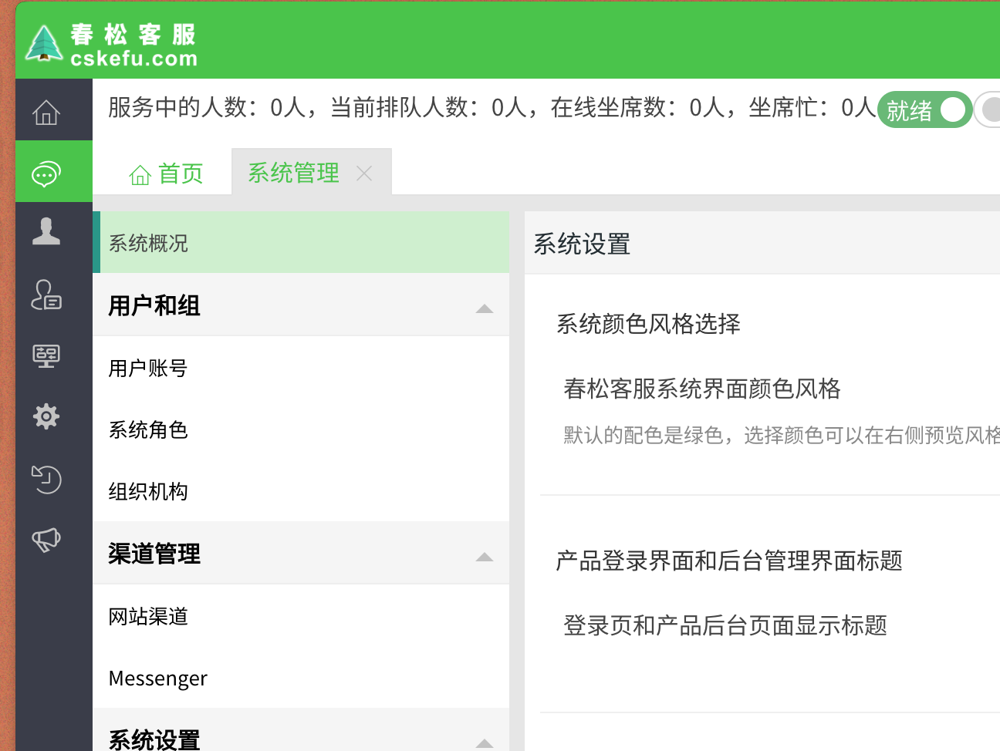 春松客服
cskefu.com
服务中的人数：0人，当前排队人数：0人，在线坐席数：0人，坐席忙：0人
就绪
首页
系统管理
系统概况
用户和组
用户账号
系统角色
组织机构
渠道管理
网站渠道
Messenger
系统设置
系统设置
系统颜色风格选择
春松客服系统界面颜色风格
默认的配色是绿色，选择颜色可以在右侧预览风格
产品登录界面和后台管理界面标题
登录页和产品后台页面显示标题